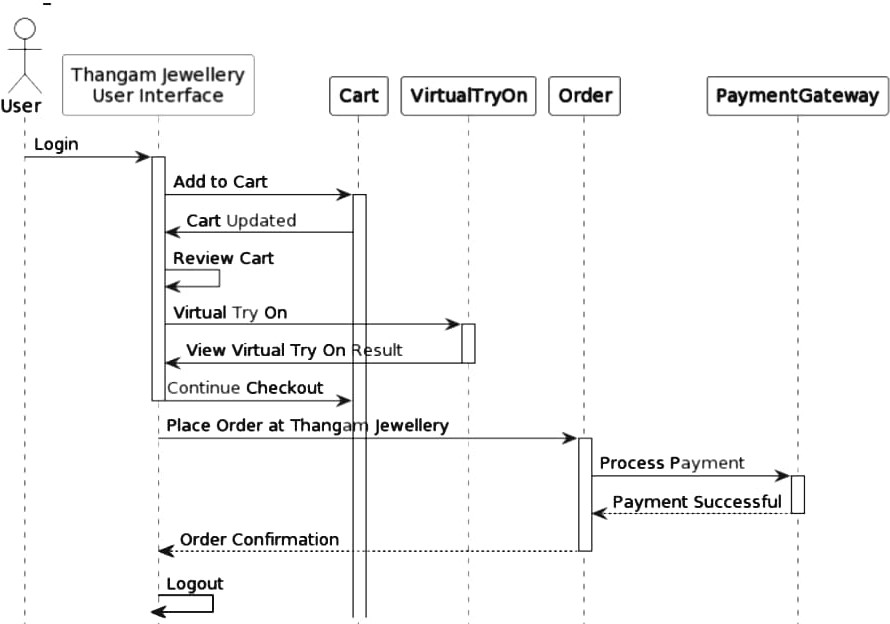 Thangam Jewellery
User Interface
User
Cart
VirtualTryOn
Order
PaymentGateway
Login
Add to Cart
Cart Updated
Review Cart
Virtual Try On
View Virtual Try On Result
Continue Checkout
Place Order at Thangam Jewellery
Process Payment
Payment Successful
Order Confirmation
Logout